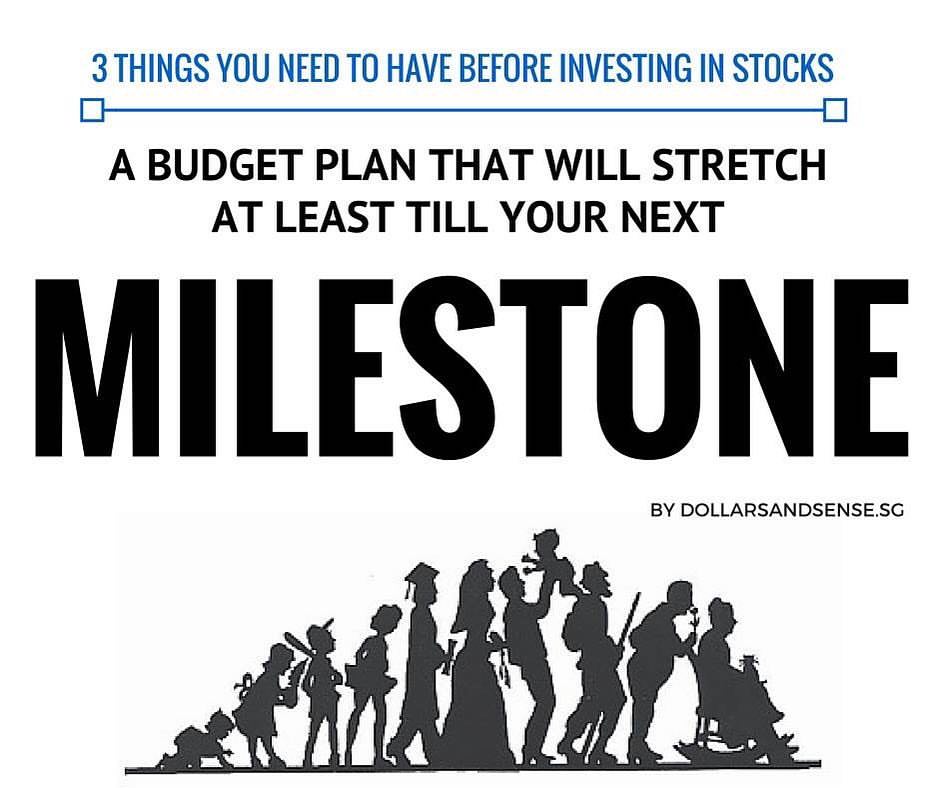 3 THINGS YOU NEED TO HAVE BEFORE INVESTING IN STOCKS
A BUDGET PLAN THAT WILL STRETCH
AT LEAST TILL YOUR NEXT
MILESTONE
BY DOLLARSANDSENSE.SG